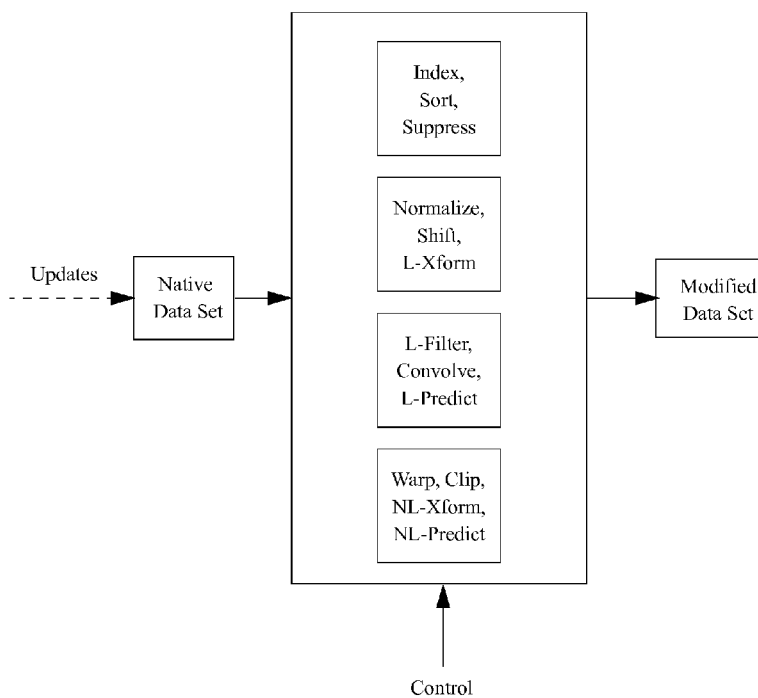 Index,
Sort,
Suppress
Normalize,
Shift,
L-Xform
Updates
Native
Data Set
Modified
Data Set
L-Filter,
Convolve,
L-Predict
Warp, Clip,
NL-Xform,
NL-Predict
Control